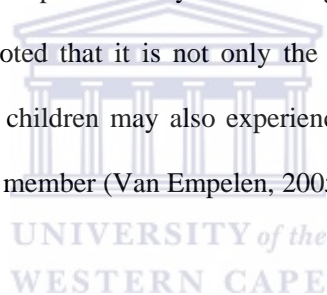 oted that it is not only the
children may also experienc
member (Van Empelen, 200
UNIVERSITY of the
WESTERN CAPE